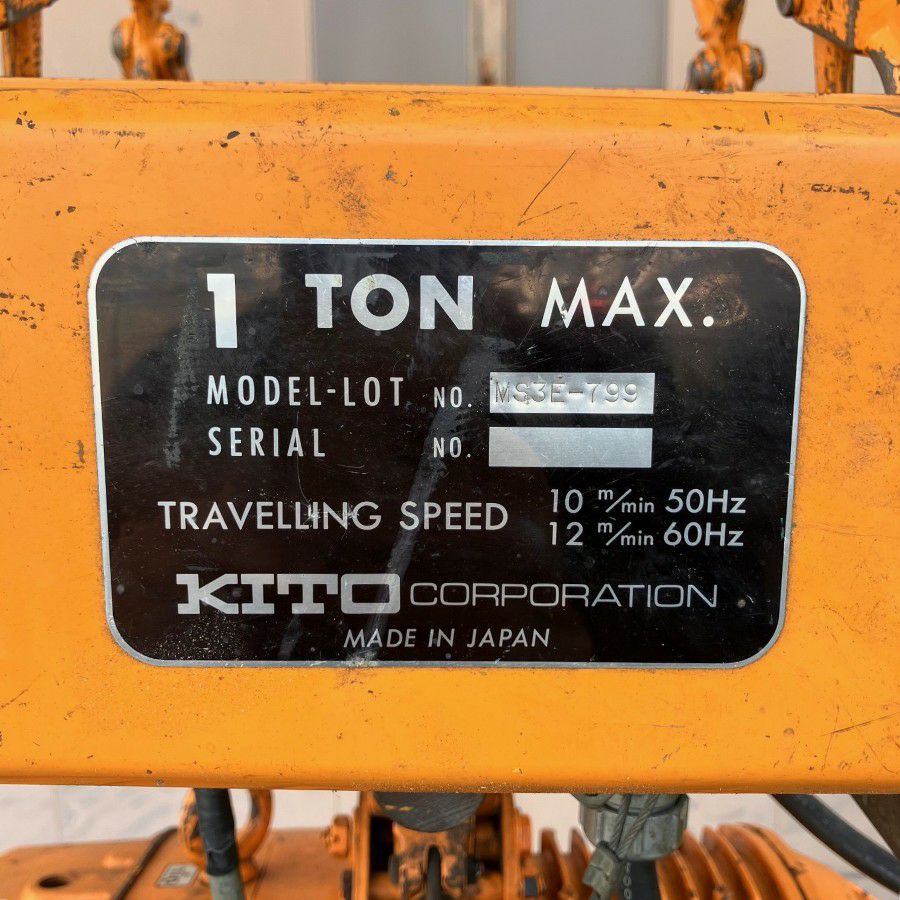 1 TON MAX.
MODEL-LOT NO. MS3E-799
SERIAL NO.
TRAVELLING SPEED 10 m/min 50Hz
12 m/min 60Hz
KITO CORPORATION
MADE IN JAPAN